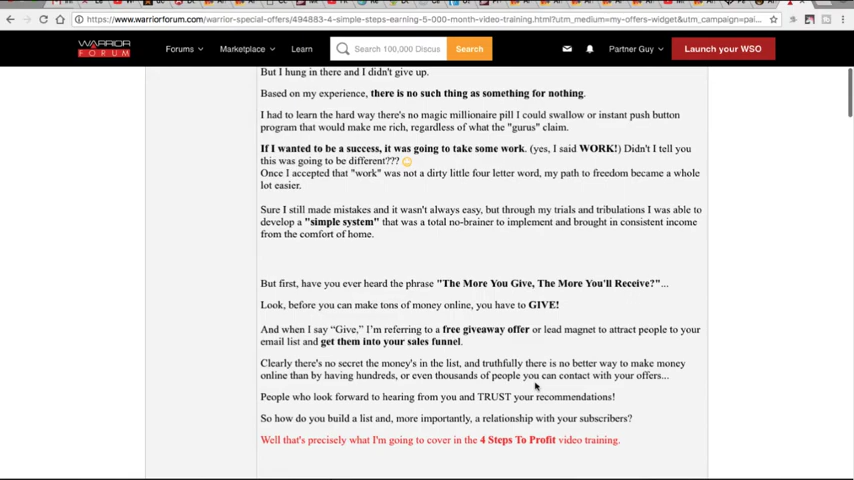 https://www.warriorforum.com/warrior-special-offers/494883-4-simple-steps-earning-5-000-month-video-training.html?utm_medium=my-offers-widget&utm_campaign=pai...
WARRIOR
FORUM
Forums
Marketplace
Learn
Search 100,000 Discus
Search
Partner Guy
Launch your WSO
But I hung in there and I didn't give up.
Based on my experience, there is no such thing as something for nothing.
I had to learn the hard way there's no magic millionaire pill I could swallow or instant push button
program that would make me rich, regardless of what the "gurus" claim.
If I wanted to be a success, it was going to take some work. (yes, I said WORK!) Didn't I tell you
this was going to be different???
Once I accepted that "work" was not a dirty little four letter word, my path to freedom became a whole
lot easier.
Sure I still made mistakes and it wasn't always easy, but through my trials and tribulations I was able to
develop a "simple system" that was a total no-brainer to implement and brought in consistent income
from the comfort of home.
But first, have you ever heard the phrase "The More You Give, The More You'll Receive?"...
Look, before you can make tons of money online, you have to GIVE!
And when I say “Give,” I’m referring to a free giveaway offer or lead magnet to attract people to your
email list and get them into your sales funnel.
Clearly there's no secret the money's in the list, and truthfully there is no better way to make money
online than by having hundreds, or even thousands of people you can contact with your offers...
People who look forward to hearing from you and TRUST your recommendations!
So how do you build a list and, more importantly, a relationship with your subscribers?
Well that's precisely what I'm going to cover in the 4 Steps To Profit video training.